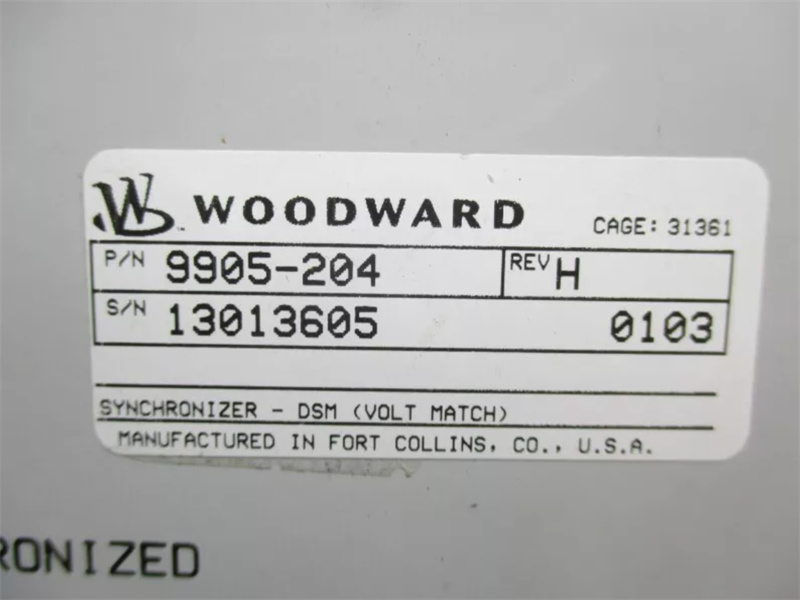 WOODWARD CAGE: 31361
P/N 9905-204 REV H
S/N 13013605 0103
SYNCHRONIZER - DSM (VOLT MATCH)
MANUFACTURED IN FORT COLLINS, CO., U.S.A.
RONIZED